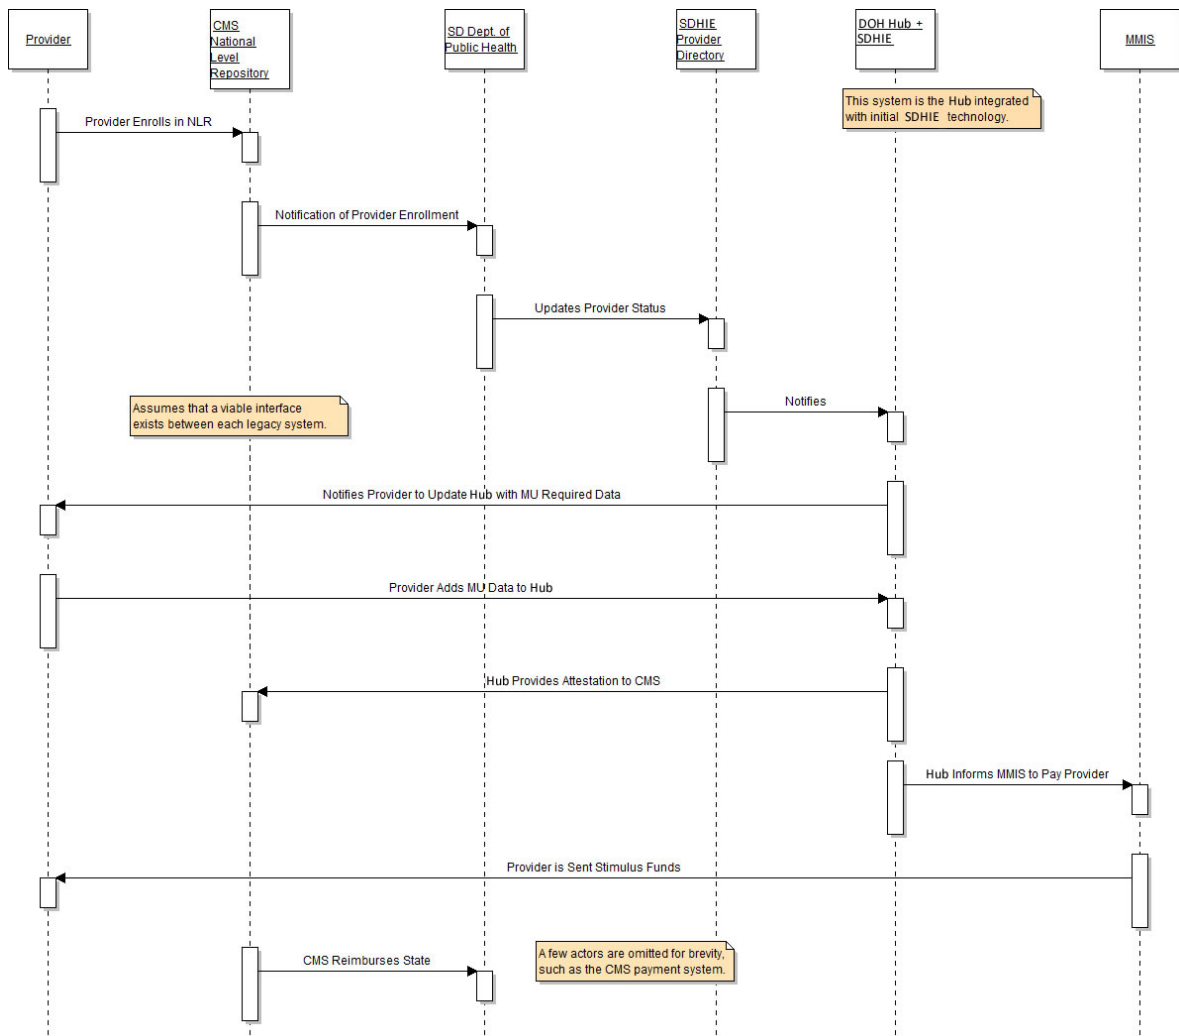 Provider
CMS
National
Level
Repository
SD Dept. of
Public Health
SDHIE
Provider
Directory
DOH Hub +
SDHIE
MMIS
This system is the Hub integrated
with initial SDHIE technology.
Provider Enrolls in NLR
Notification of Provider Enrollment
Updates Provider Status
Assumes that a viable interface
exists between each legacy system.
Notifies
Notifies Provider to Update Hub with MU Required Data
Provider Adds MU Data to Hub
Hub Provides Attestation to CMS
Hub Informs MMIS to Pay Provider
Provider is Sent Stimulus Funds
CMS Reimburses State
A few actors are omitted for brevity,
such as the CMS payment system.